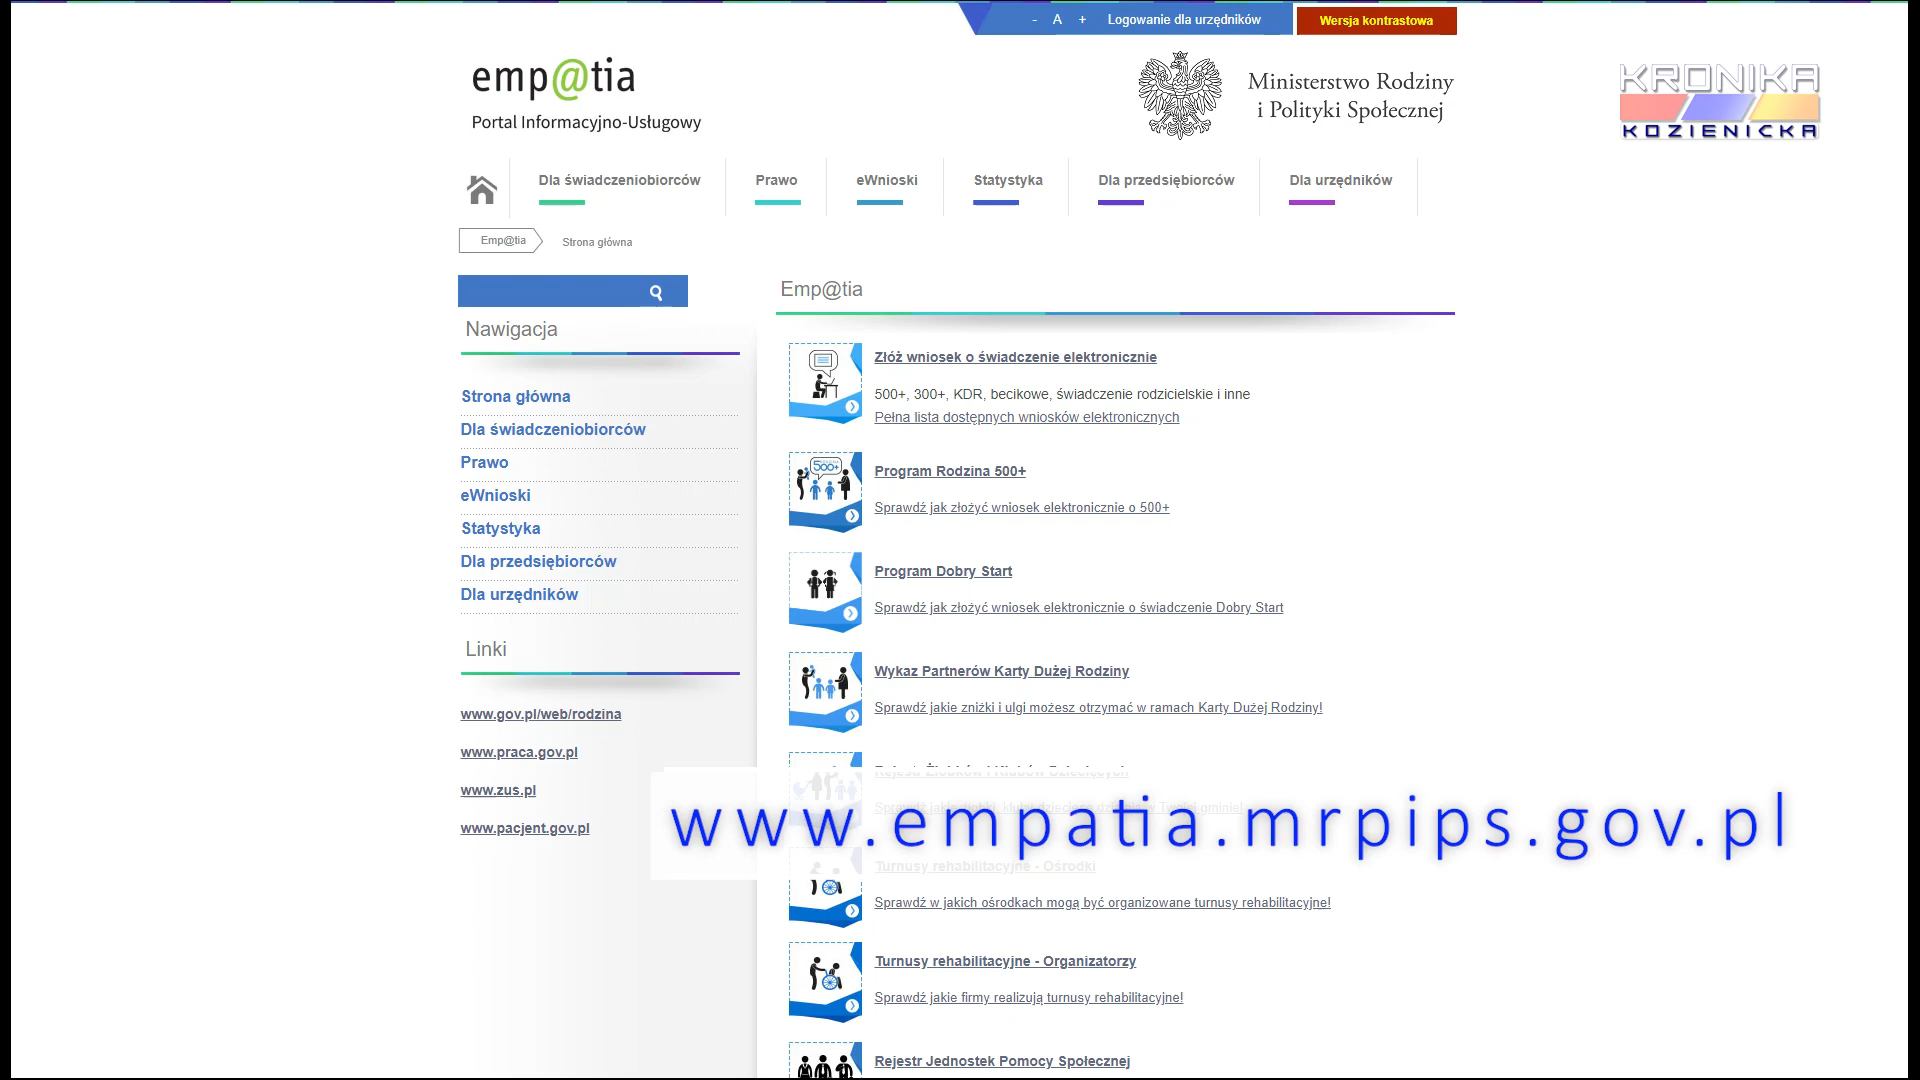 - A + Logowanie dla urzędników
Wersja kontrastowa
emp@tia
Portal Informacyjno-Usługowy
Ministerstwo Rodziny
i Polityki Społecznej
KRONIKA
KOZIENICKA
Dla świadczeniobiorców
Prawo
eWnioski
Statystyka
Dla przedsiębiorców
Dla urzędników
Emp@tia
Strona główna
Nawigacja
Strona główna
Dla świadczeniobiorców
Prawo
eWnioski
Statystyka
Dla przedsiębiorców
Dla urzędników
Linki
www.gov.pl/web/rodzina
www.praca.gov.pl
www.zus.pl
www.pacjent.gov.pl
Emp@tia
Złóż wniosek o świadczenie elektronicznie
500+, 300+, KDR, becikowe, świadczenie rodzicielskie i inne
Pełna lista dostępnych wniosków elektronicznych
500+
Program Rodzina 500+
Sprawdź jak złożyć wniosek elektronicznie o 500+
Program Dobry Start
Sprawdź jak złożyć wniosek elektronicznie o świadczenie Dobry Start
Wykaz Partnerów Karty Dużej Rodziny
Sprawdź jakie zniżki i ulgi możesz otrzymać w ramach Karty Dużej Rodziny!
Rejestr Żłobków i Klubów Dziecięcych
www.empatia.mrpips.gov.pl
Turnusy rehabilitacyjne - Ośrodki
Sprawdź w jakich ośrodkach mogą być organizowane turnusy rehabilitacyjne!
Turnusy rehabilitacyjne - Organizatorzy
Sprawdź jakie firmy realizują turnusy rehabilitacyjne!
Rejestr Jednostek Pomocy Społecznej